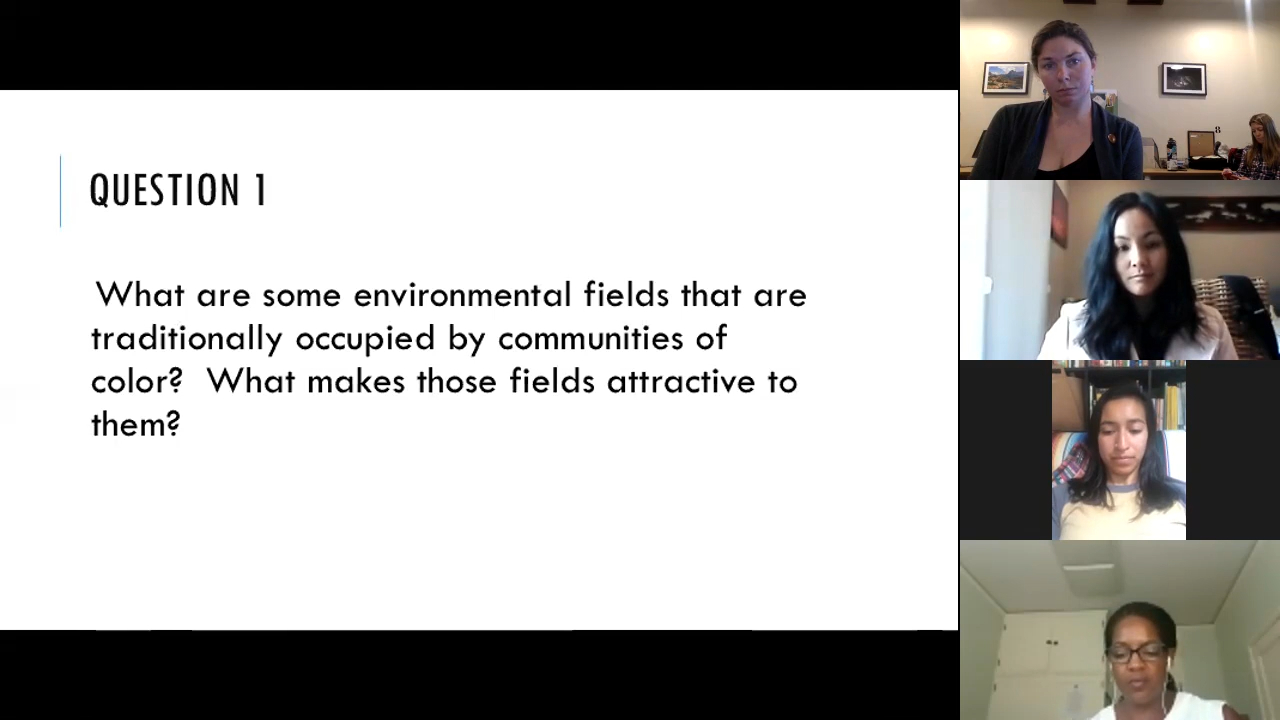 QUESTION 1
What are some environmental fields that are
traditionally occupied by communities of
color?  What makes those fields attractive to
them?